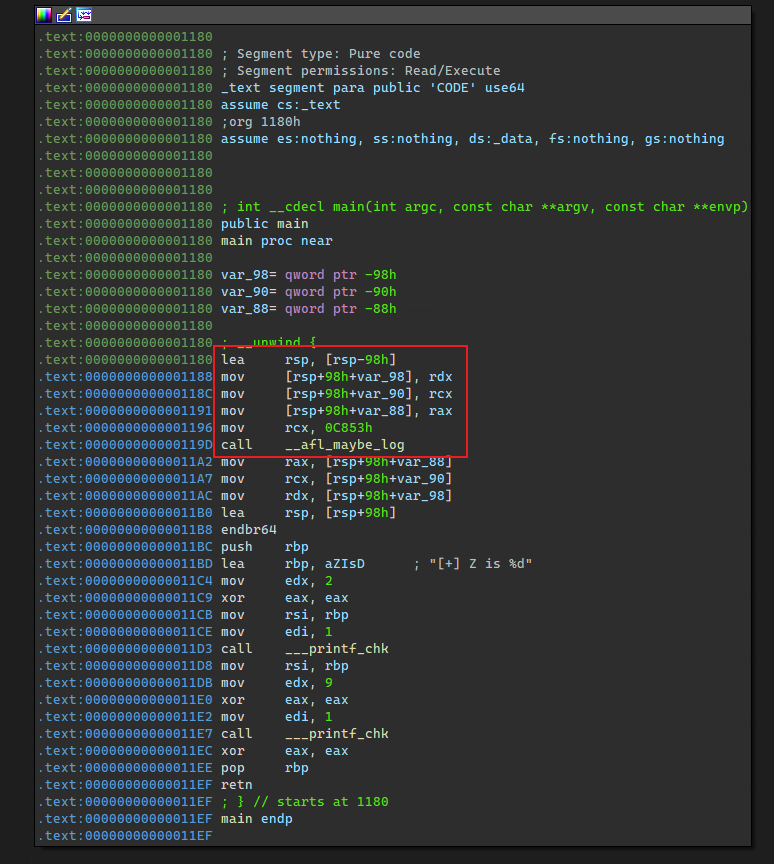 .text:0000000000001180
.text:0000000000001180 ; Segment type: Pure code
.text:0000000000001180 ; Segment permissions: Read/Execute
.text:0000000000001180 _text segment para public 'CODE' use64
.text:0000000000001180 assume cs:_text
.text:0000000000001180 ;org 1180h
.text:0000000000001180 assume es:nothing, ss:nothing, ds:_data, fs:nothing, gs:nothing
.text:0000000000001180
.text:0000000000001180
.text:0000000000001180
.text:0000000000001180 ; int __cdecl main(int argc, const char **argv, const char **envp)
.text:0000000000001180 public main
.text:0000000000001180 main proc near
.text:0000000000001180
.text:0000000000001180 var_98= qword ptr -98h
.text:0000000000001180 var_90= qword ptr -90h
.text:0000000000001180 var_88= qword ptr -88h
.text:0000000000001180
.text:0000000000001180 ; __unwind {
.text:0000000000001180 lea     rsp, [rsp-98h]
.text:0000000000001188 mov     [rsp+98h+var_98], rdx
.text:000000000000118C mov     [rsp+98h+var_90], rcx
.text:0000000000001191 mov     [rsp+98h+var_88], rax
.text:0000000000001196 mov     rcx, 0C853h
.text:000000000000119D call    __afl_maybe_log
.text:00000000000011A2 mov     rax, [rsp+98h+var_88]
.text:00000000000011A7 mov     rcx, [rsp+98h+var_90]
.text:00000000000011AC mov     rdx, [rsp+98h+var_98]
.text:00000000000011B0 lea     rsp, [rsp+98h]
.text:00000000000011B8 endbr64
.text:00000000000011BC push    rbp
.text:00000000000011BD lea     rbp, aZIsD      ; "[+] Z is %d"
.text:00000000000011C4 mov     edx, 2
.text:00000000000011C9 xor     eax, eax
.text:00000000000011CB mov     rsi, rbp
.text:00000000000011CE mov     edi, 1
.text:00000000000011D3 call    ___printf_chk
.text:00000000000011D8 mov     rsi, rbp
.text:00000000000011DB mov     edx, 9
.text:00000000000011E0 xor     eax, eax
.text:00000000000011E2 mov     edi, 1
.text:00000000000011E7 call    ___printf_chk
.text:00000000000011EC xor     eax, eax
.text:00000000000011EE pop     rbp
.text:00000000000011EF retn
.text:00000000000011EF ; } // starts at 1180
.text:00000000000011EF main endp
.text:00000000000011EF